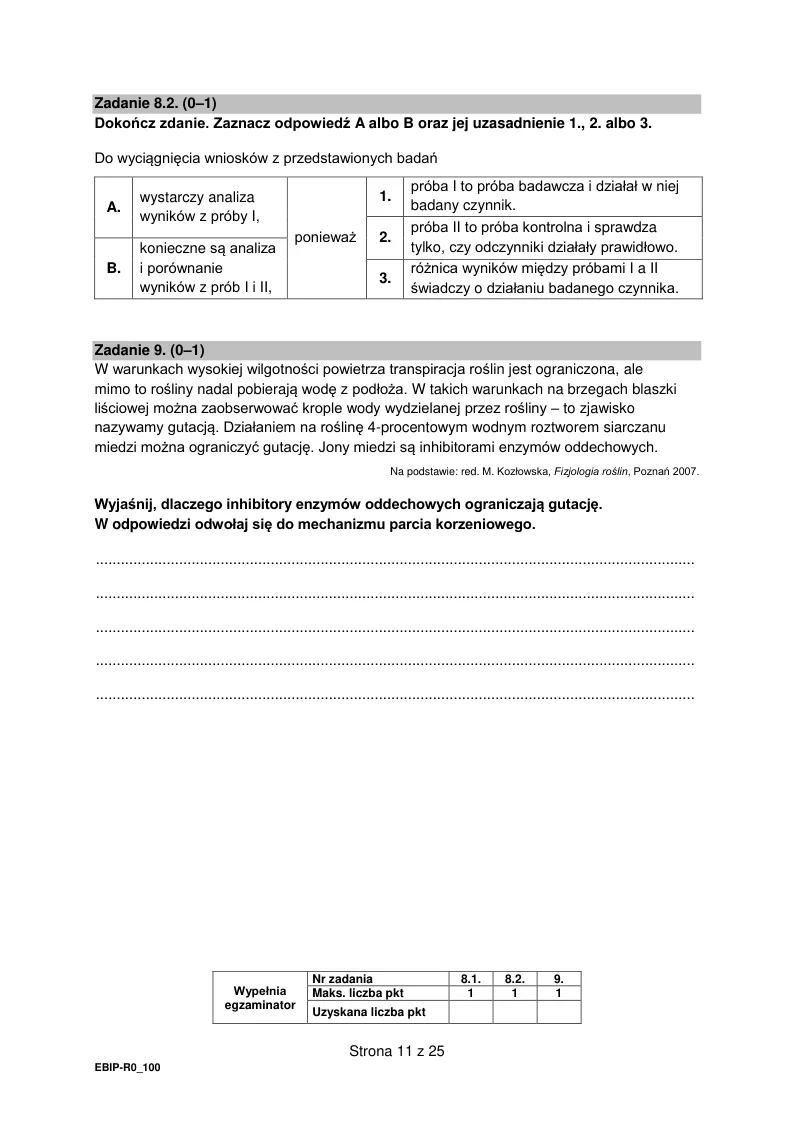 Zadanie 8.2. (0–1)
Dokończ zdanie. Zaznacz odpowiedź A albo B oraz jej uzasadnienie 1., 2. albo 3.
Do wyciągnięcia wniosków z przedstawionych badań
A.
wystarczy analiza
wyników z próby I,
B.
konieczne są analiza
i porównanie
wyników z prób I i II,
ponieważ
1.
próba I to próba badawcza i działał w niej
badany czynnik.
2.
próba II to próba kontrolna i sprawdza
tylko, czy odczynniki działały prawidłowo.
3.
różnica wyników między próbami I a II
świadczy o działaniu badanego czynnika.
Zadanie 9. (0–1)
W warunkach wysokiej wilgotności powietrza transpiracja roślin jest ograniczona, ale
mimo to rośliny nadal pobierają wodę z podłoża. W takich warunkach na brzegach blaszki
liściowej można zaobserwować krople wody wydzielanej przez rośliny – to zjawisko
nazywamy gutacją. Działaniem na roślinę 4-procentowym wodnym roztworem siarczanu
miedzi można ograniczyć gutację. Jony miedzi są inhibitorami enzymów oddechowych.
Na podstawie: red. M. Kozłowska, Fizjologia roślin, Poznań 2007.
Wyjaśnij, dlaczego inhibitory enzymów oddechowych ograniczają gutację.
W odpowiedzi odwołaj się do mechanizmu parcia korzeniowego.
Wypełnia
egzaminator
Nr zadania 8.1. 8.2. 9.
Maks. liczba pkt 1 1 1
Uzyskana liczba pkt
Strona 11 z 25
EBIP-R0_100